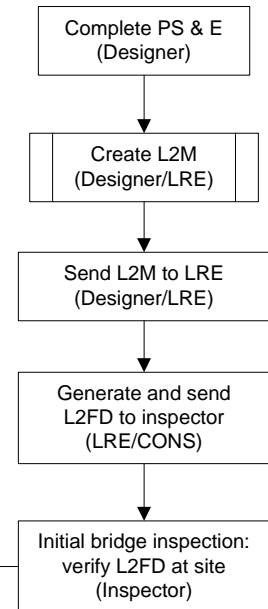 Complete PS & E
(Designer)
Create L2M
(Designer/LRE)
Send L2M to LRE
(Designer/LRE)
Generate and send
L2FD to inspector
(LRE/CONS)
Initial bridge inspection:
verify L2FD at site
(Inspector)